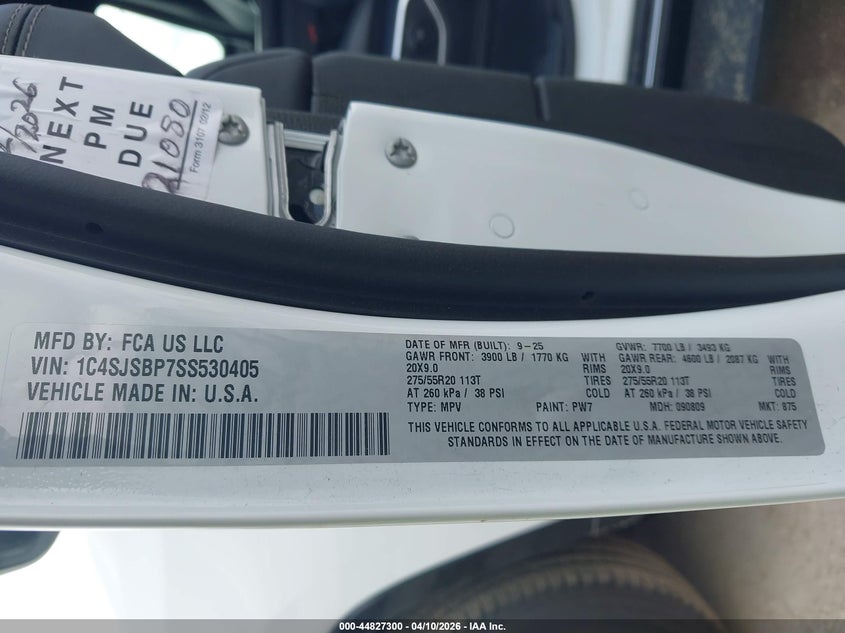 2026
NEXT
PM
DUE
21080
Form 3107 02/12
MFD BY: FCA US LLC
VIN: 1C4SJSBP7SS530405
VEHICLE MADE IN: U.S.A.
DATE OF MFR (BUILT): 9-25 GVWR: 7700 LB / 3493 KG
GAWR FRONT: 3900 LB / 1770 KG WITH GAWR REAR: 4600 LB / 2087 KG WITH
20X9.0 RIMS 20X9.0 RIMS
275/55R20 113T TIRES 275/55R20 113T TIRES
AT 260 kPa / 38 PSI COLD AT 260 kPa / 38 PSI COLD
TYPE: MPV PAINT: PW7 MDH: 090809 MKT: 875
THIS VEHICLE CONFORMS TO ALL APPLICABLE U.S.A. FEDERAL MOTOR VEHICLE SAFETY
STANDARDS IN EFFECT ON THE DATE OF MANUFACTURE SHOWN ABOVE.
000-44827300 - 04/10/2026 - IAA Inc.